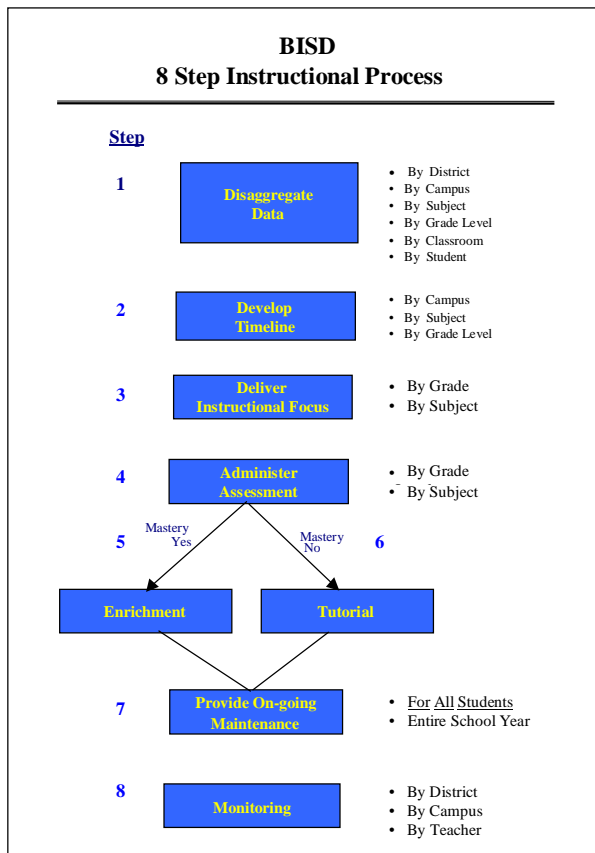 BISD
8 Step Instructional Process
Step
1
Disaggregate
Data
• By District
• By Campus
• By Subject
• By Grade Level
• By Classroom
• By Student
2
Develop
Timeline
• By Campus
• By Subject
• By Grade Level
3
Deliver
Instructional Focus
• By Grade
• By Subject
4
Administer
Assessment
• By Grade
• By Subject
5
Mastery
Yes
Mastery
No
6
Enrichment
Tutorial
7
Provide On-going
Maintenance
• For All Students
• Entire School Year
8
Monitoring
• By District
• By Campus
• By Teacher